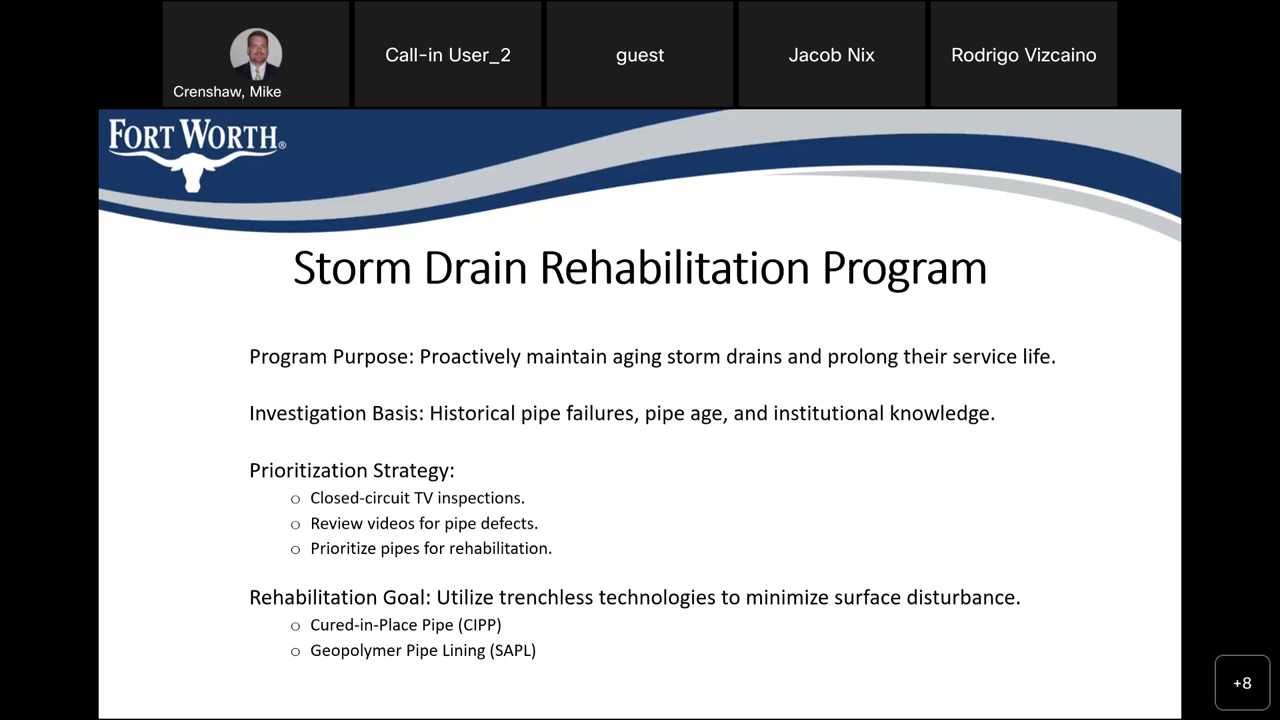 Crenshaw, Mike
Call-in User_2
guest
Jacob Nix
Rodrigo Vizcaino
FORT WORTH®
Storm Drain Rehabilitation Program
Program Purpose: Proactively maintain aging storm drains and prolong their service life.
Investigation Basis: Historical pipe failures, pipe age, and institutional knowledge.
Prioritization Strategy:
○ Closed-circuit TV inspections.
○ Review videos for pipe defects.
○ Prioritize pipes for rehabilitation.
Rehabilitation Goal: Utilize trenchless technologies to minimize surface disturbance.
○ Cured-in-Place Pipe (CIPP)
○ Geopolymer Pipe Lining (SAPL)
+8